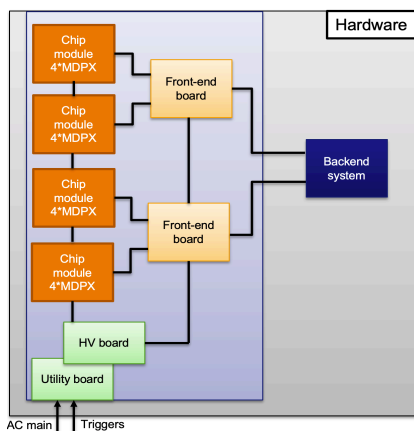 Hardware
Chip
module
4*MDPX
Front-end
board
Chip
module
4*MDPX
Backend
system
Chip
module
4*MDPX
Front-end
board
Chip
module
4*MDPX
HV board
Utility board
AC main
Triggers